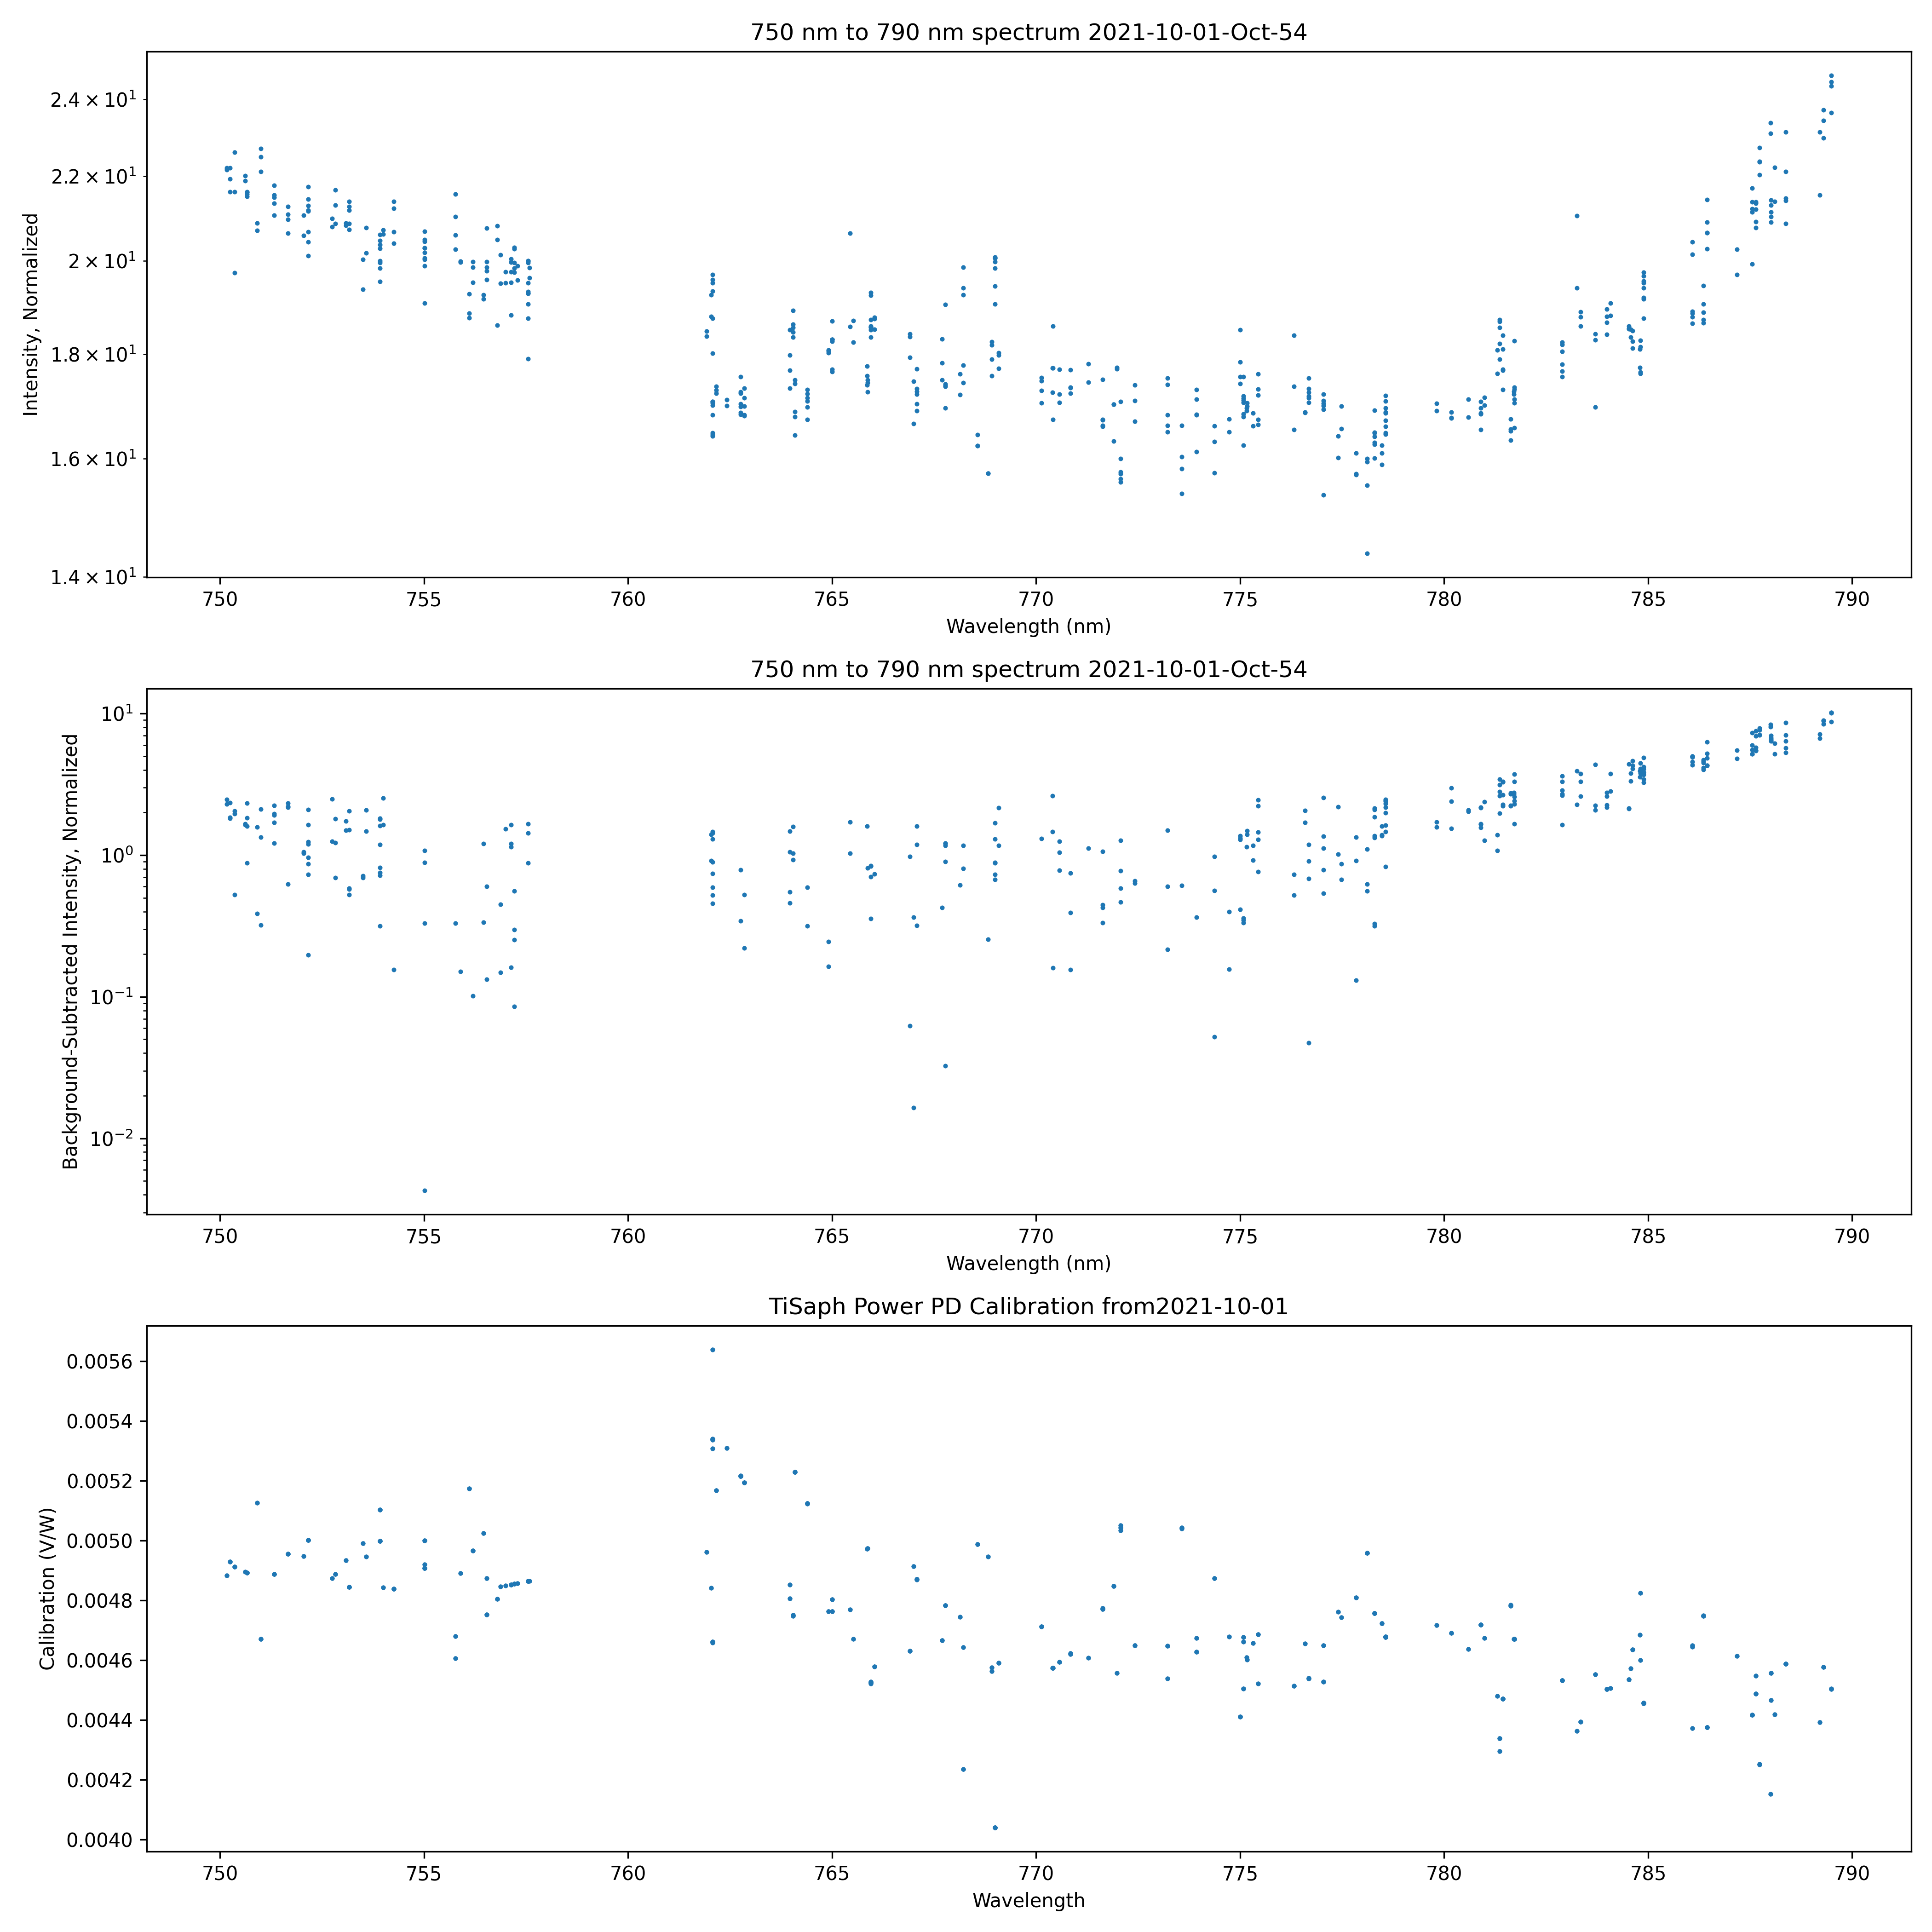 750 nm to 790 nm spectrum 2021-10-01-Oct-54
Intensity, Normalized
2.4 × 10¹
2.2 × 10¹
2 × 10¹
1.8 × 10¹
1.6 × 10¹
1.4 × 10¹
750 755 760 765 770 775 780 785 790
Wavelength (nm)
750 nm to 790 nm spectrum 2021-10-01-Oct-54
Background-Subtracted Intensity, Normalized
10¹
10⁰
10⁻¹
10⁻²
750 755 760 765 770 775 780 785 790
Wavelength (nm)
TiSaph Power PD Calibration from2021-10-01
Calibration (V/W)
0.0056
0.0054
0.0052
0.0050
0.0048
0.0046
0.0044
0.0042
0.0040
750 755 760 765 770 775 780 785 790
Wavelength